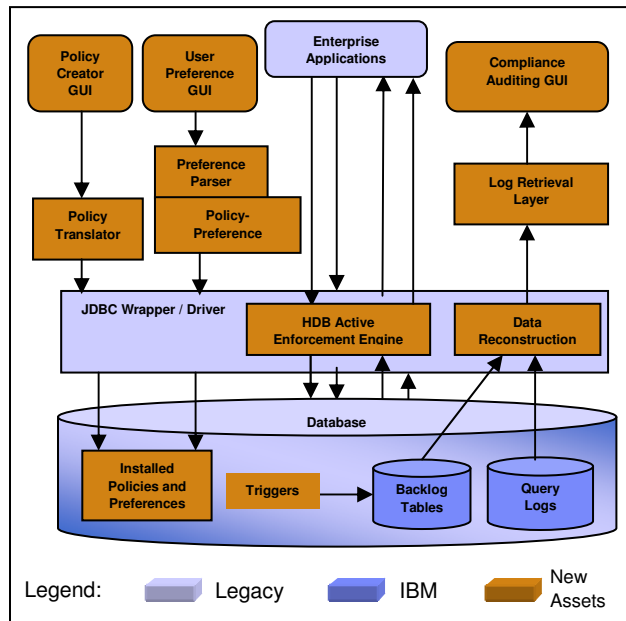 Policy
Creator
GUI
User
Preference
GUI
Enterprise
Applications
Compliance
Auditing GUI
Preference
Parser
Policy
Translator
Policy-
Preference
Log Retrieval
Layer
JDBC Wrapper / Driver
HDB Active
Enforcement Engine
Data
Reconstruction
Database
Installed
Policies and
Preferences
Triggers
Backlog
Tables
Query
Logs
Legend:
Legacy
IBM
New
Assets